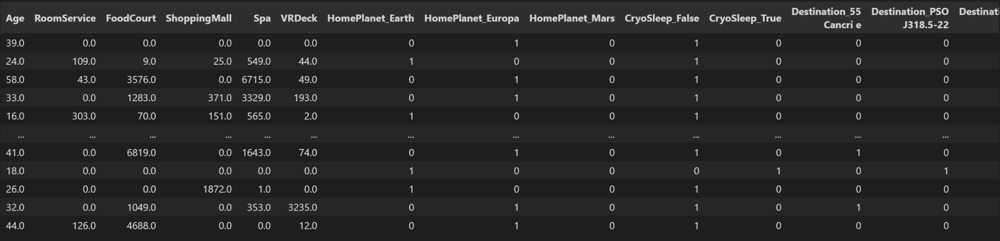 Age RoomService FoodCourt ShoppingMall Spa VRDeck HomePlanet_Earth HomePlanet_Europa HomePlanet_Mars CryoSleep_False CryoSleep_True Destination_55 Cancri e Destination_PSO J318.5-22 Destinati
39.0 0.0 0.0 0.0 0.0 0.0 0 1 0 1 0 0 0
24.0 109.0 9.0 25.0 549.0 44.0 1 0 0 1 0 0 0
58.0 43.0 3576.0 0.0 6715.0 49.0 0 1 0 1 0 0 0
33.0 0.0 1283.0 371.0 3329.0 193.0 0 1 0 1 0 0 0
16.0 303.0 70.0 151.0 565.0 2.0 1 0 0 1 0 0 0
... ... ... ... ... ... ... ... ... ... ... ... ...
41.0 0.0 6819.0 0.0 1643.0 74.0 0 1 0 1 0 1 0
18.0 0.0 0.0 0.0 0.0 0.0 1 0 0 0 1 0 1
26.0 0.0 0.0 1872.0 1.0 0.0 1 0 0 1 0 0 0
32.0 0.0 1049.0 0.0 353.0 3235.0 0 1 0 1 0 1 0
44.0 126.0 4688.0 0.0 0.0 12.0 0 1 0 1 0 0 0